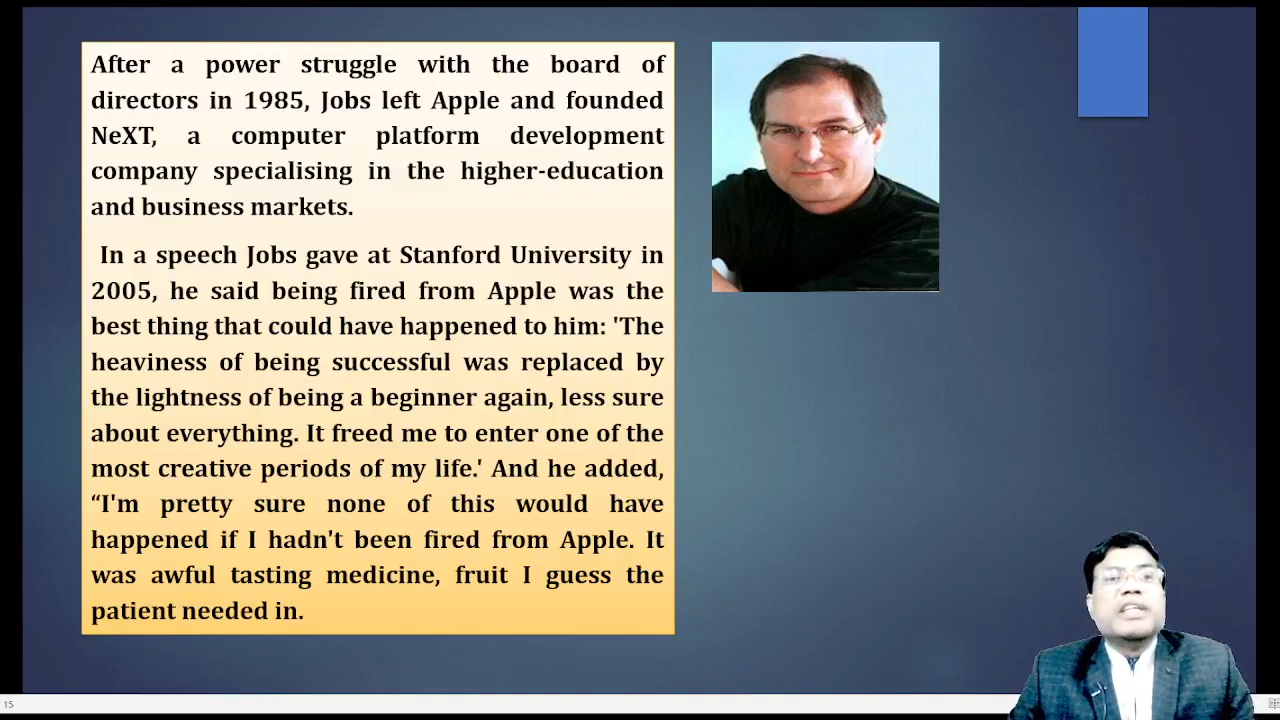 After a power struggle with the board of
directors in 1985, Jobs left Apple and founded
NeXT, a computer platform development
company specialising in the higher-education
and business markets.
In a speech Jobs gave at Stanford University in
2005, he said being fired from Apple was the
best thing that could have happened to him: 'The
heaviness of being successful was replaced by
the lightness of being a beginner again, less sure
about everything. It freed me to enter one of the
most creative periods of my life.' And he added,
“I'm pretty sure none of this would have
happened if I hadn't been fired from Apple. It
was awful tasting medicine, fruit I guess the
patient needed in.
15